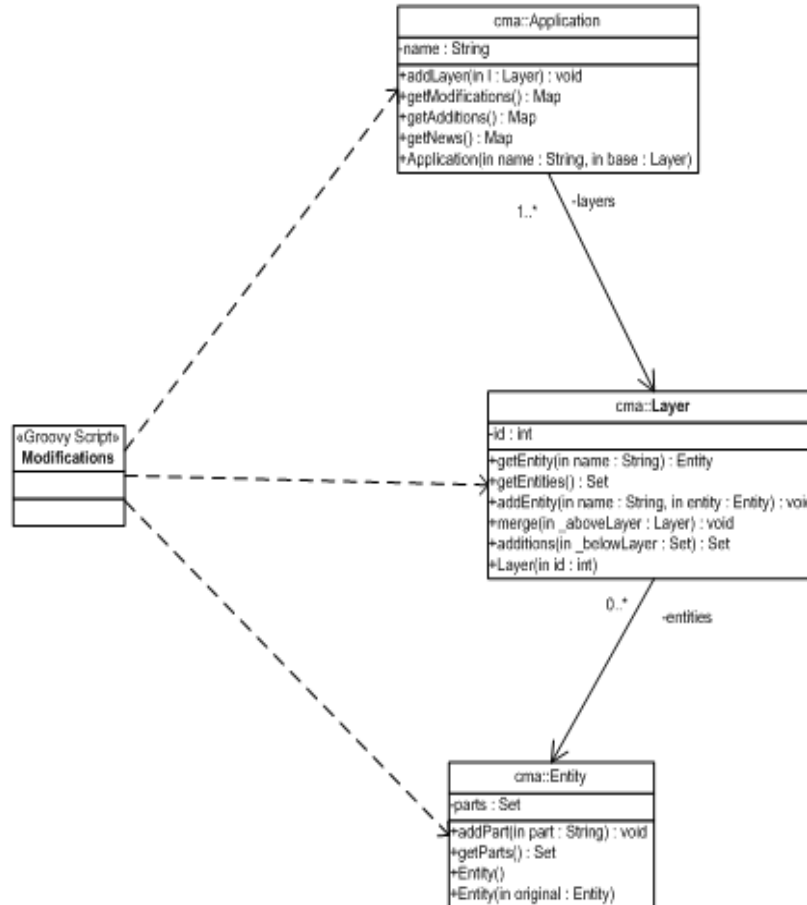 cma::Application
-name : String
+addLayer(in l : Layer) : void
+getModifications() : Map
+getAdditions() : Map
+getNews() : Map
+Application(in name : String, in base : Layer)
1..*
-layers
cma::Layer
-id : int
+getEntity(in name : String) : Entity
+getEntities() : Set
+addEntity(in name : String, in entity : Entity) : void
+merge(in _aboveLayer : Layer) : void
+additions(in _belowLayer : Set) : Set
+Layer(in id : int)
«Groovy Script»
Modifications
0..*
-entities
cma::Entity
-parts : Set
+addPart(in part : String) : void
+getParts() : Set
+Entity()
+Entity(in original : Entity)